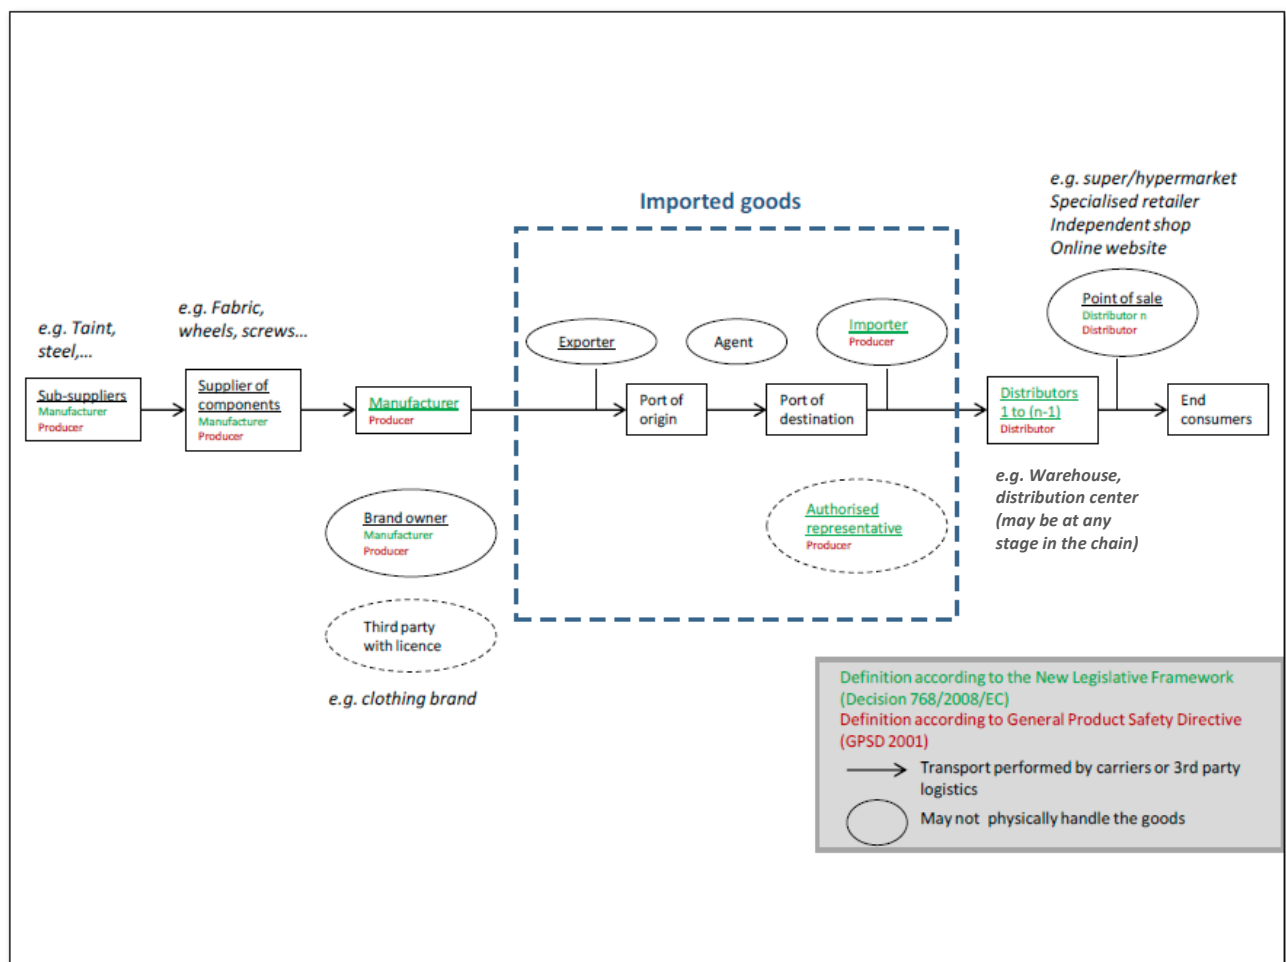 e.g. super/hypermarket
Specialised retailer
Independent shop
Online website
Imported goods
e.g. Taint,
steel,...
e.g. Fabric,
wheels, screws...
Sub-suppliers
Manufacturer
Producer
Supplier of
components
Manufacturer
Producer
Manufacturer
Producer
Exporter
Agent
Importer
Producer
Point of sale
Distributor n
Distributor
Port of
origin
Port of
destination
Distributors
1 to (n-1)
Distributor
End
consumers
Brand owner
Manufacturer
Producer
Authorised
representative
Producer
e.g. Warehouse,
distribution center
(may be at any
stage in the chain)
Third party
with licence
e.g. clothing brand
Definition according to the New Legislative Framework
(Decision 768/2008/EC)
Definition according to General Product Safety Directive
(GPSD 2001)
Transport performed by carriers or 3rd party
logistics
May not physically handle the goods